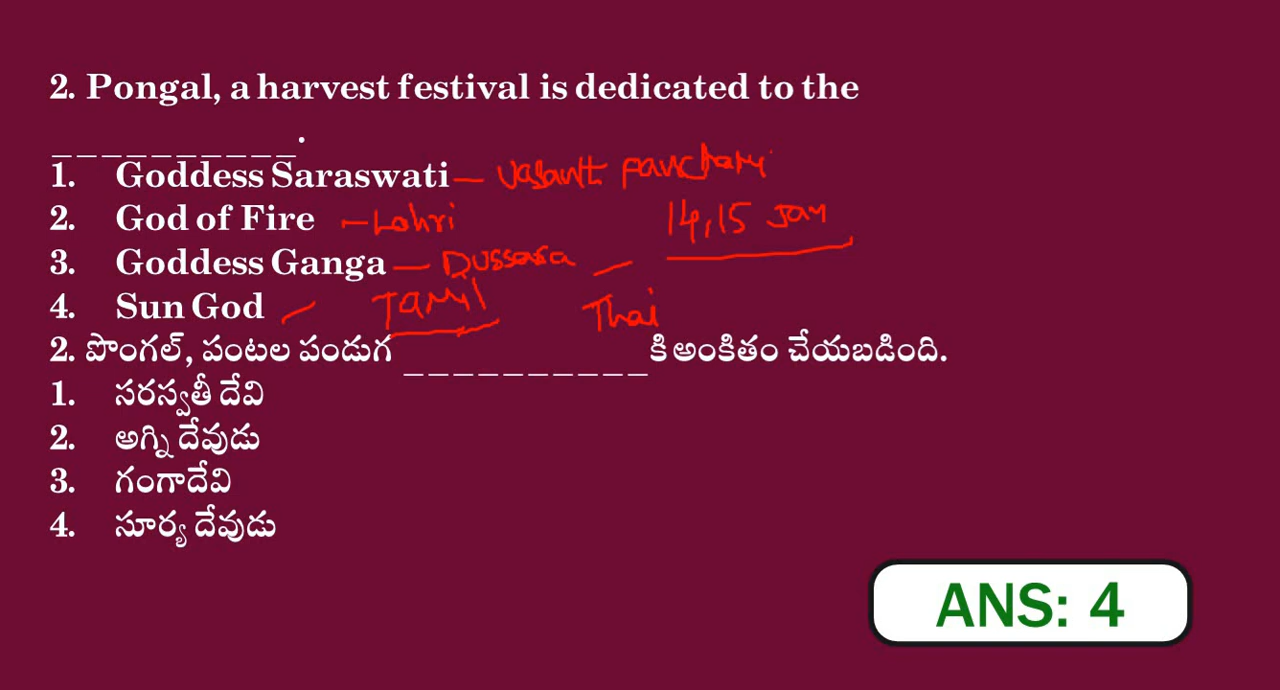 2. Pongal, a harvest festival is dedicated to the
__________.
1. Goddess Saraswati — Vasant Panchami
2. God of Fire — Lohri 14,15 Jan
3. Goddess Ganga — Dussara —
4. Sun God Tamil Thai
2. పొంగల్, పంటల పండుగ __________ కి అంకితం చేయబడింది.
1. సరస్వతీ దేవి
2. అగ్ని దేవుడు
3. గంగాదేవి
4. సూర్య దేవుడు
ANS: 4